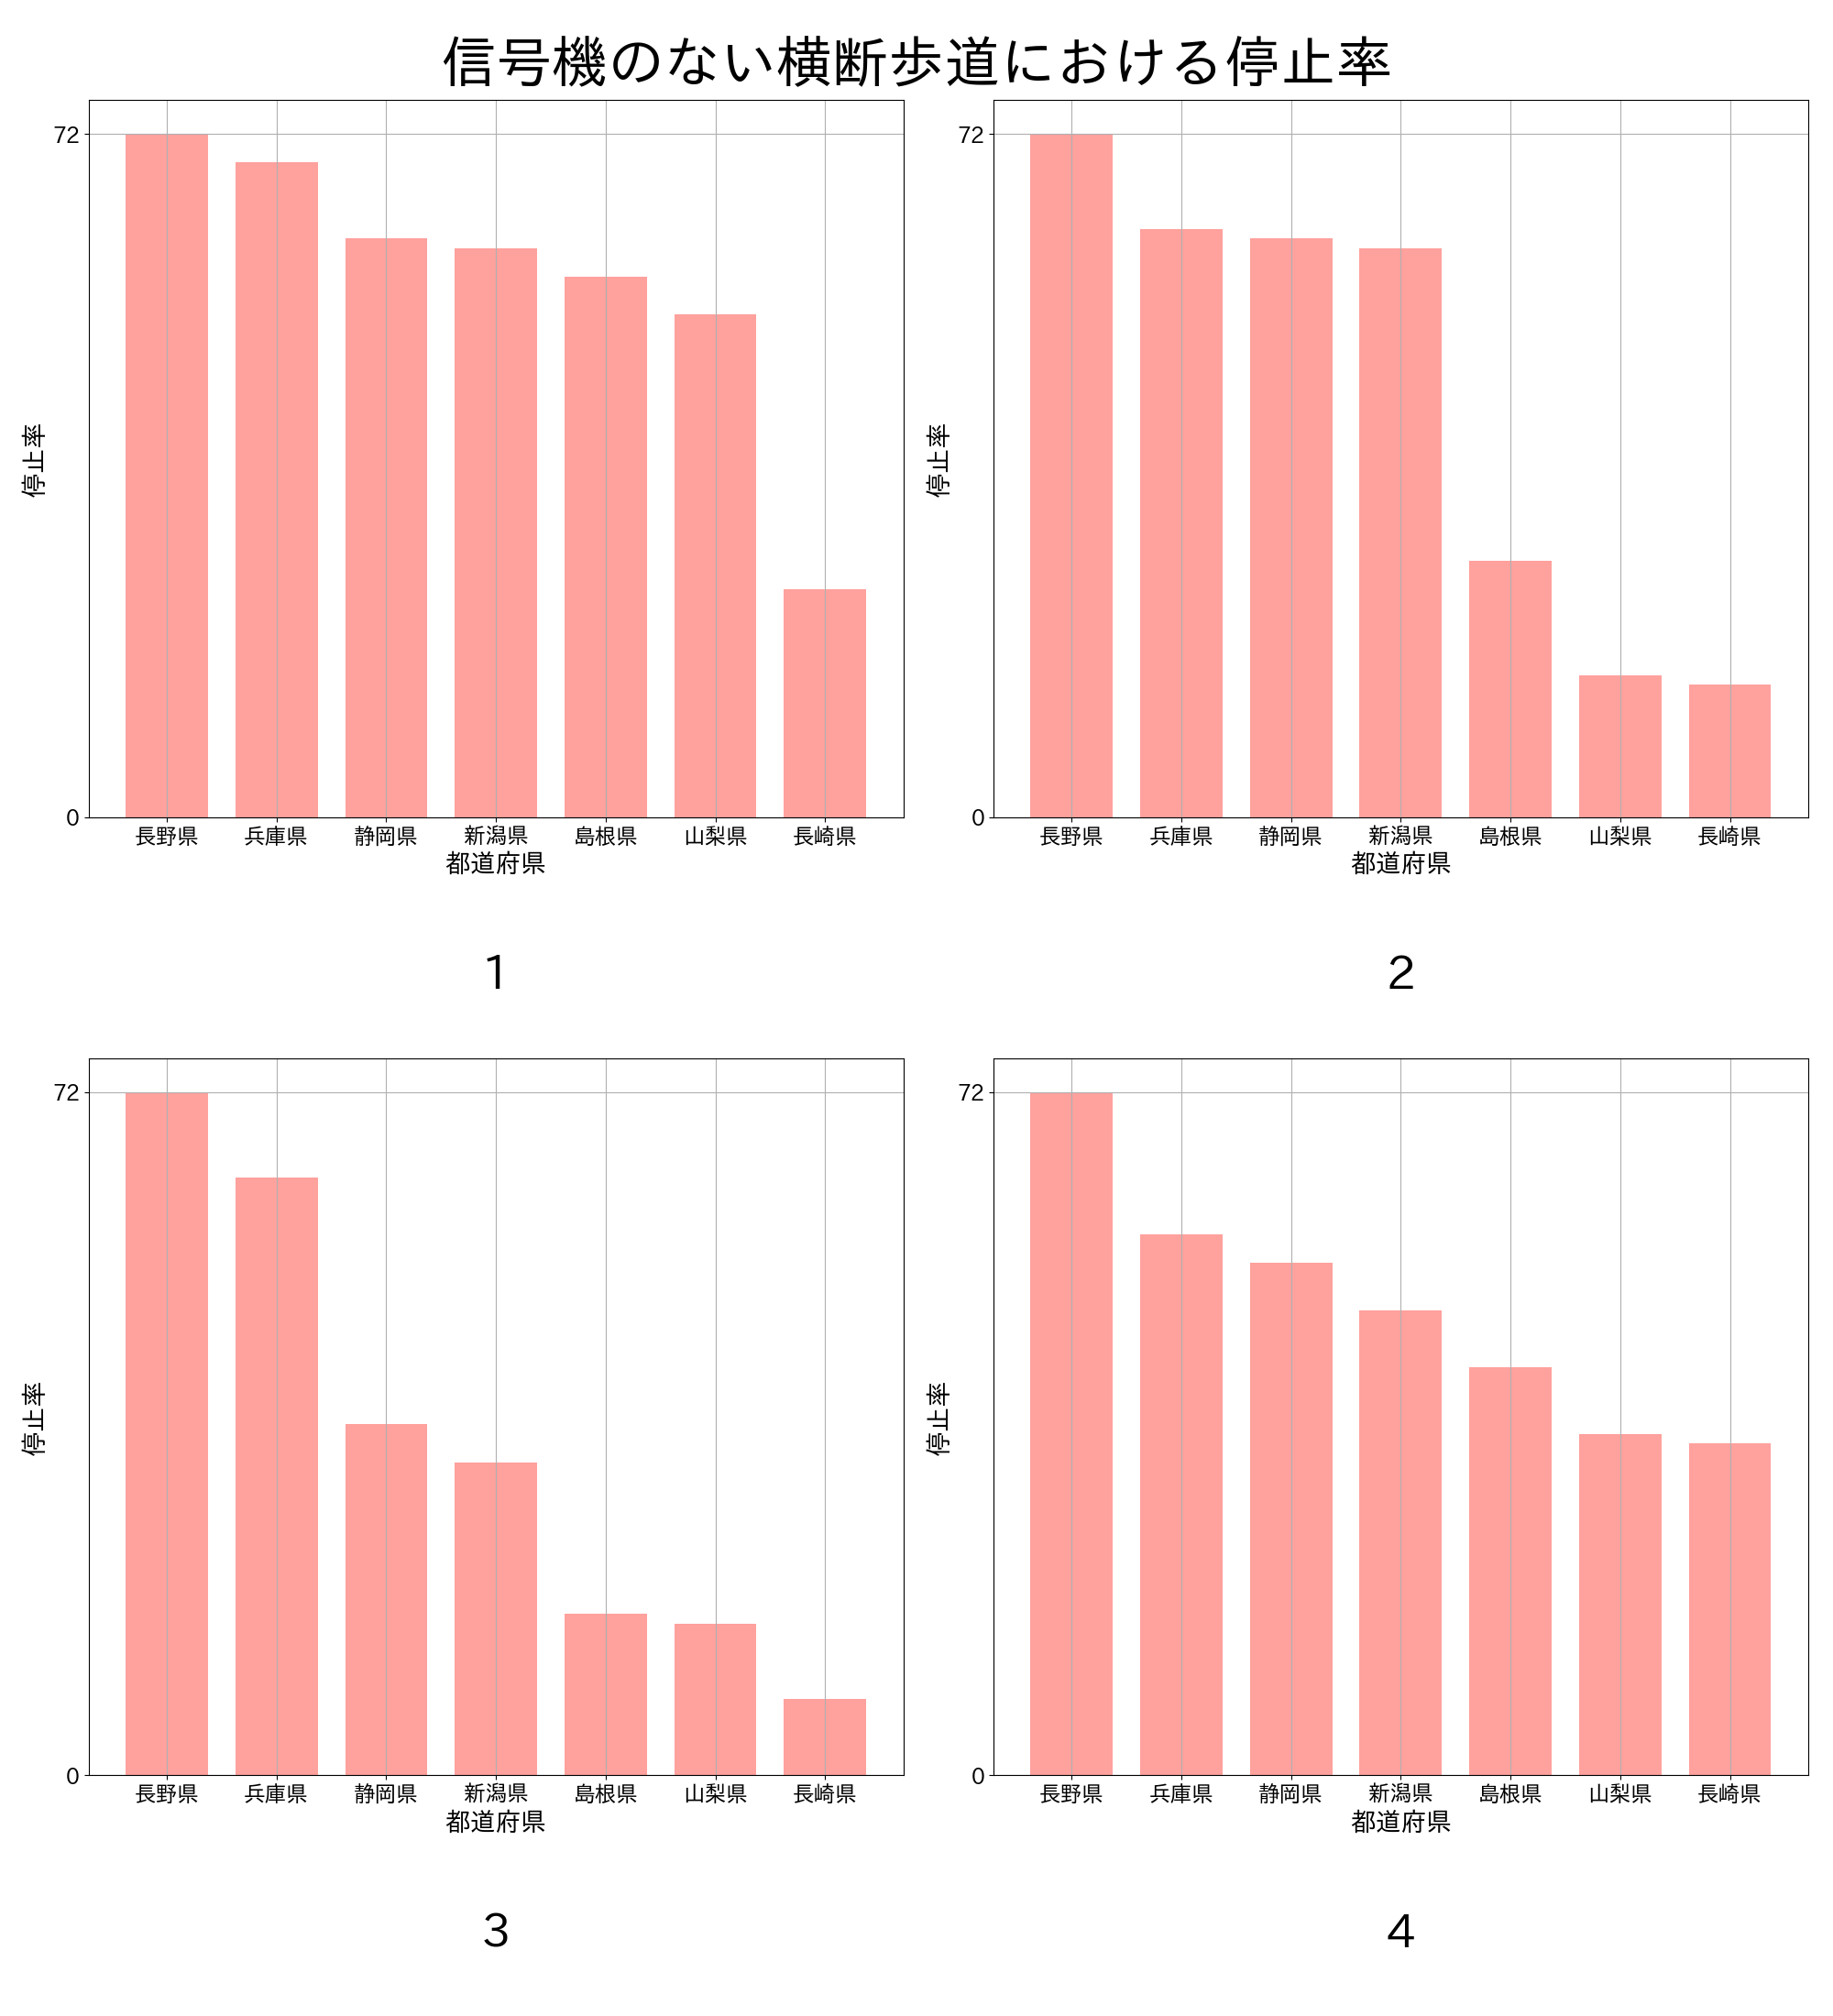 信号機のない横断歩道における停止率
72
停止率
0
長野県 兵庫県 静岡県 新潟県 島根県 山梨県 長崎県
都道府県
1
72
停止率
0
長野県 兵庫県 静岡県 新潟県 島根県 山梨県 長崎県
都道府県
2
72
停止率
0
長野県 兵庫県 静岡県 新潟県 島根県 山梨県 長崎県
都道府県
3
72
停止率
0
長野県 兵庫県 静岡県 新潟県 島根県 山梨県 長崎県
都道府県
4